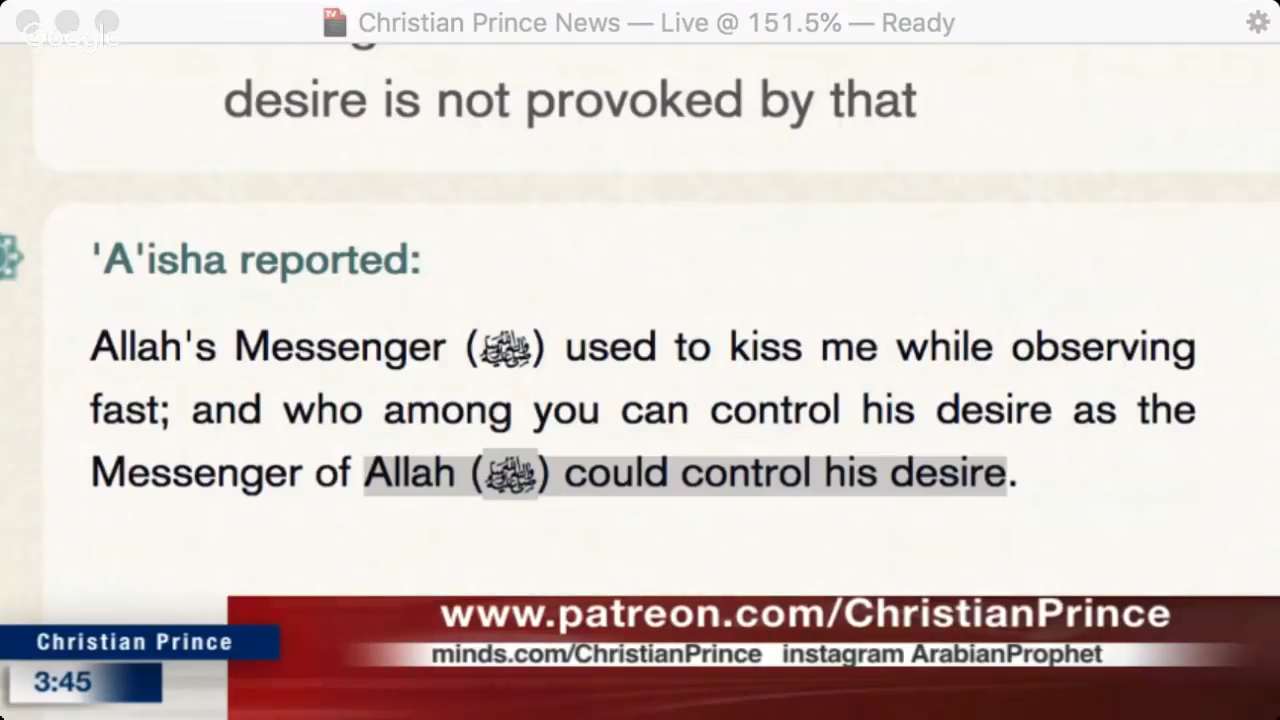 Christian Prince News — Live @ 151.5% — Ready
Google
desire is not provoked by that
'A'isha reported:
Allah's Messenger (ﷺ) used to kiss me while observing
fast; and who among you can control his desire as the
Messenger of Allah (ﷺ) could control his desire.
www.patreon.com/ChristianPrince
Christian Prince
minds.com/ChristianPrince instagram ArabianProphet
3:45